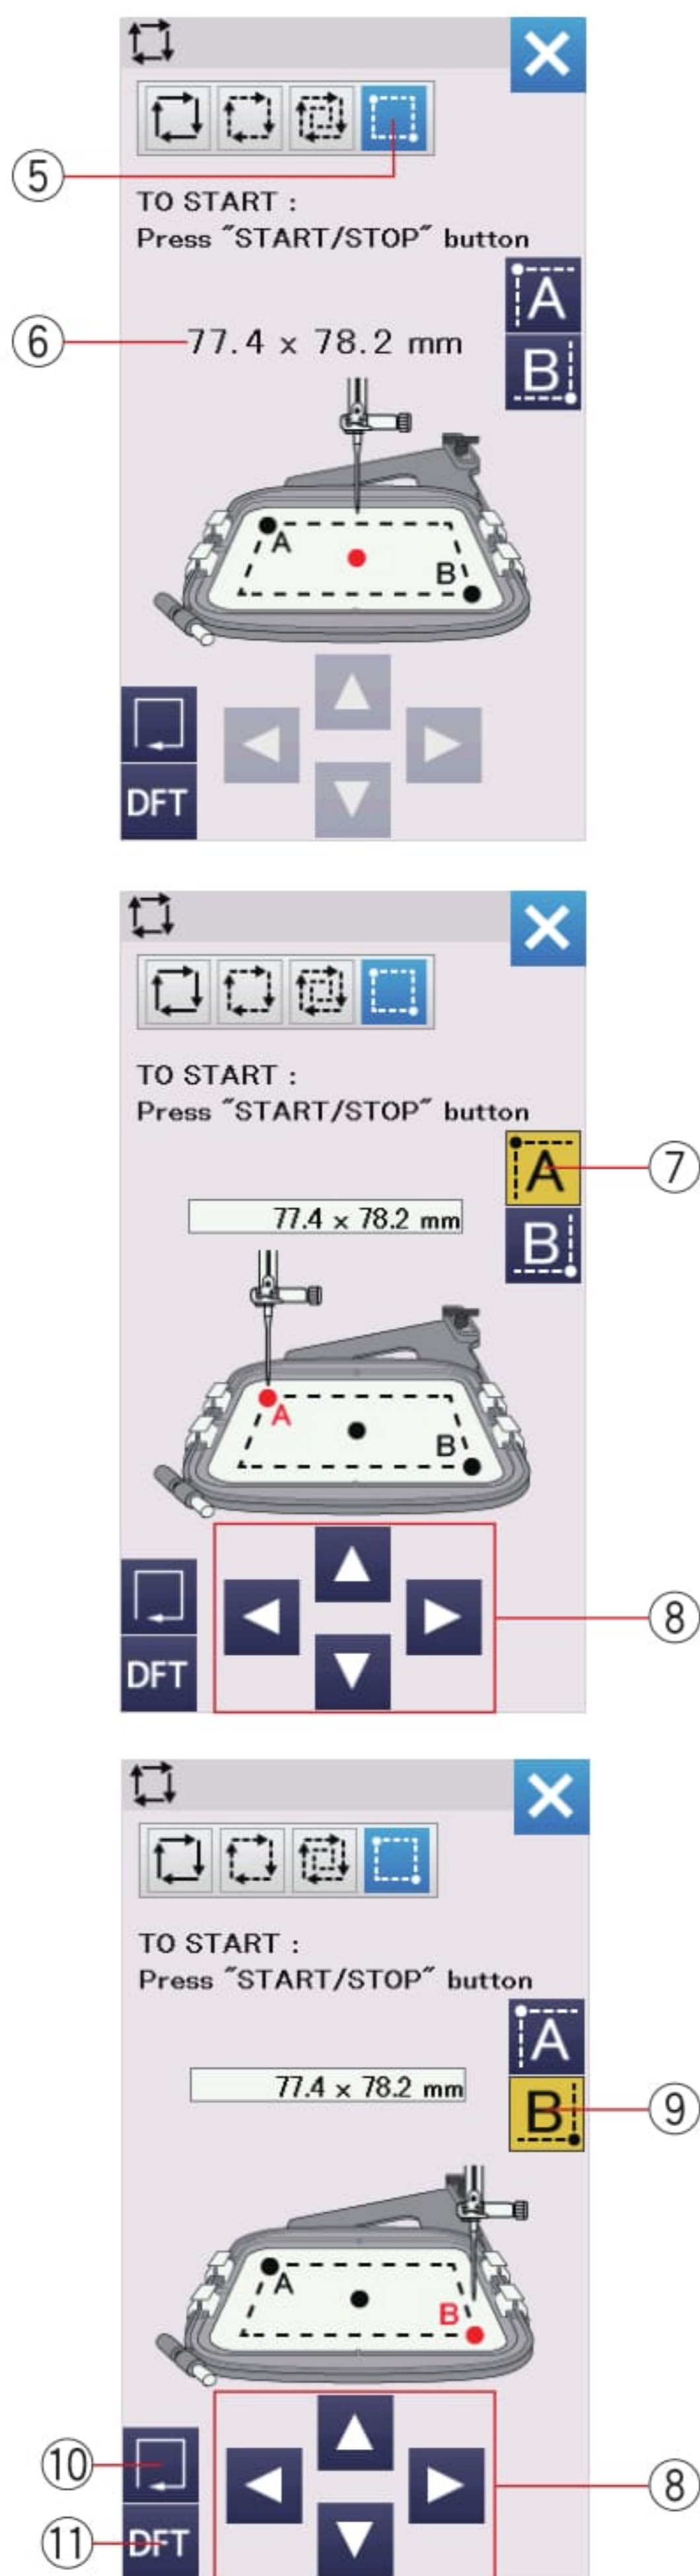 ⑤
TO START :
Press ″START/STOP″ button
A
⑥
77.4 × 78.2 mm
B
A
B
DFT
TO START :
Press ″START/STOP″ button
A
⑦
77.4 × 78.2 mm
B
A
B
⑧
DFT
TO START :
Press ″START/STOP″ button
A
77.4 × 78.2 mm
B
⑨
A
B
⑩
⑧
⑪
DFT